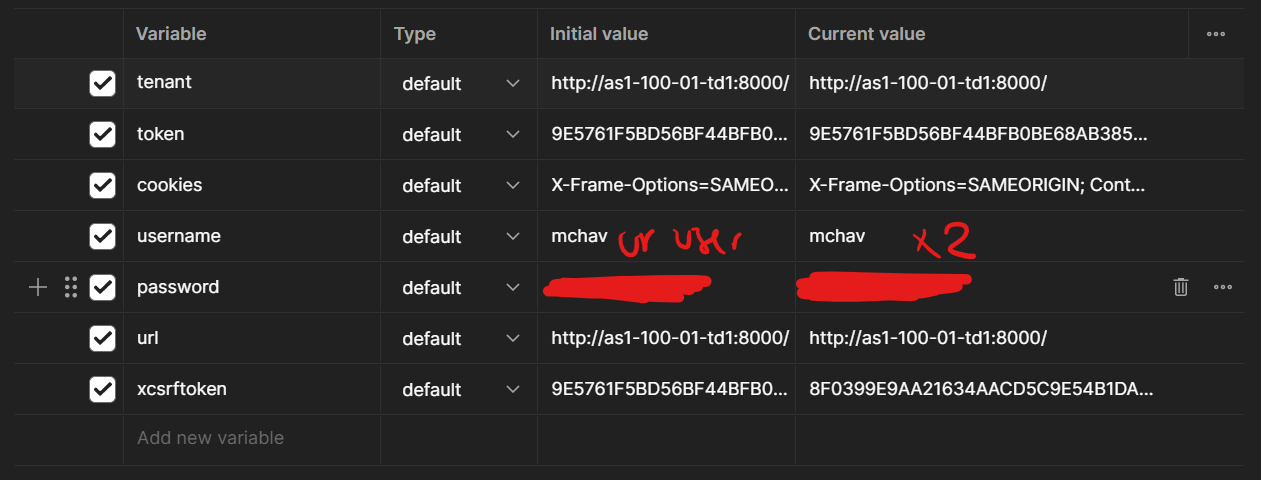 Variable Type Initial value Current value
tenant default http://as1-100-01-td1:8000/ http://as1-100-01-td1:8000/
token default 9E5761F5BD56BF44BFB0... 9E5761F5BD56BF44BFB0BE68AB385...
cookies default X-Frame-Options=SAMEO... X-Frame-Options=SAMEORIGIN; Cont...
username default mchav ur user mchav x2
password default
url default http://as1-100-01-td1:8000/ http://as1-100-01-td1:8000/
xcsrftoken default 9E5761F5BD56BF44BFB0... 8F0399E9AA21634AACD5C9E54B1DA...
Add new variable